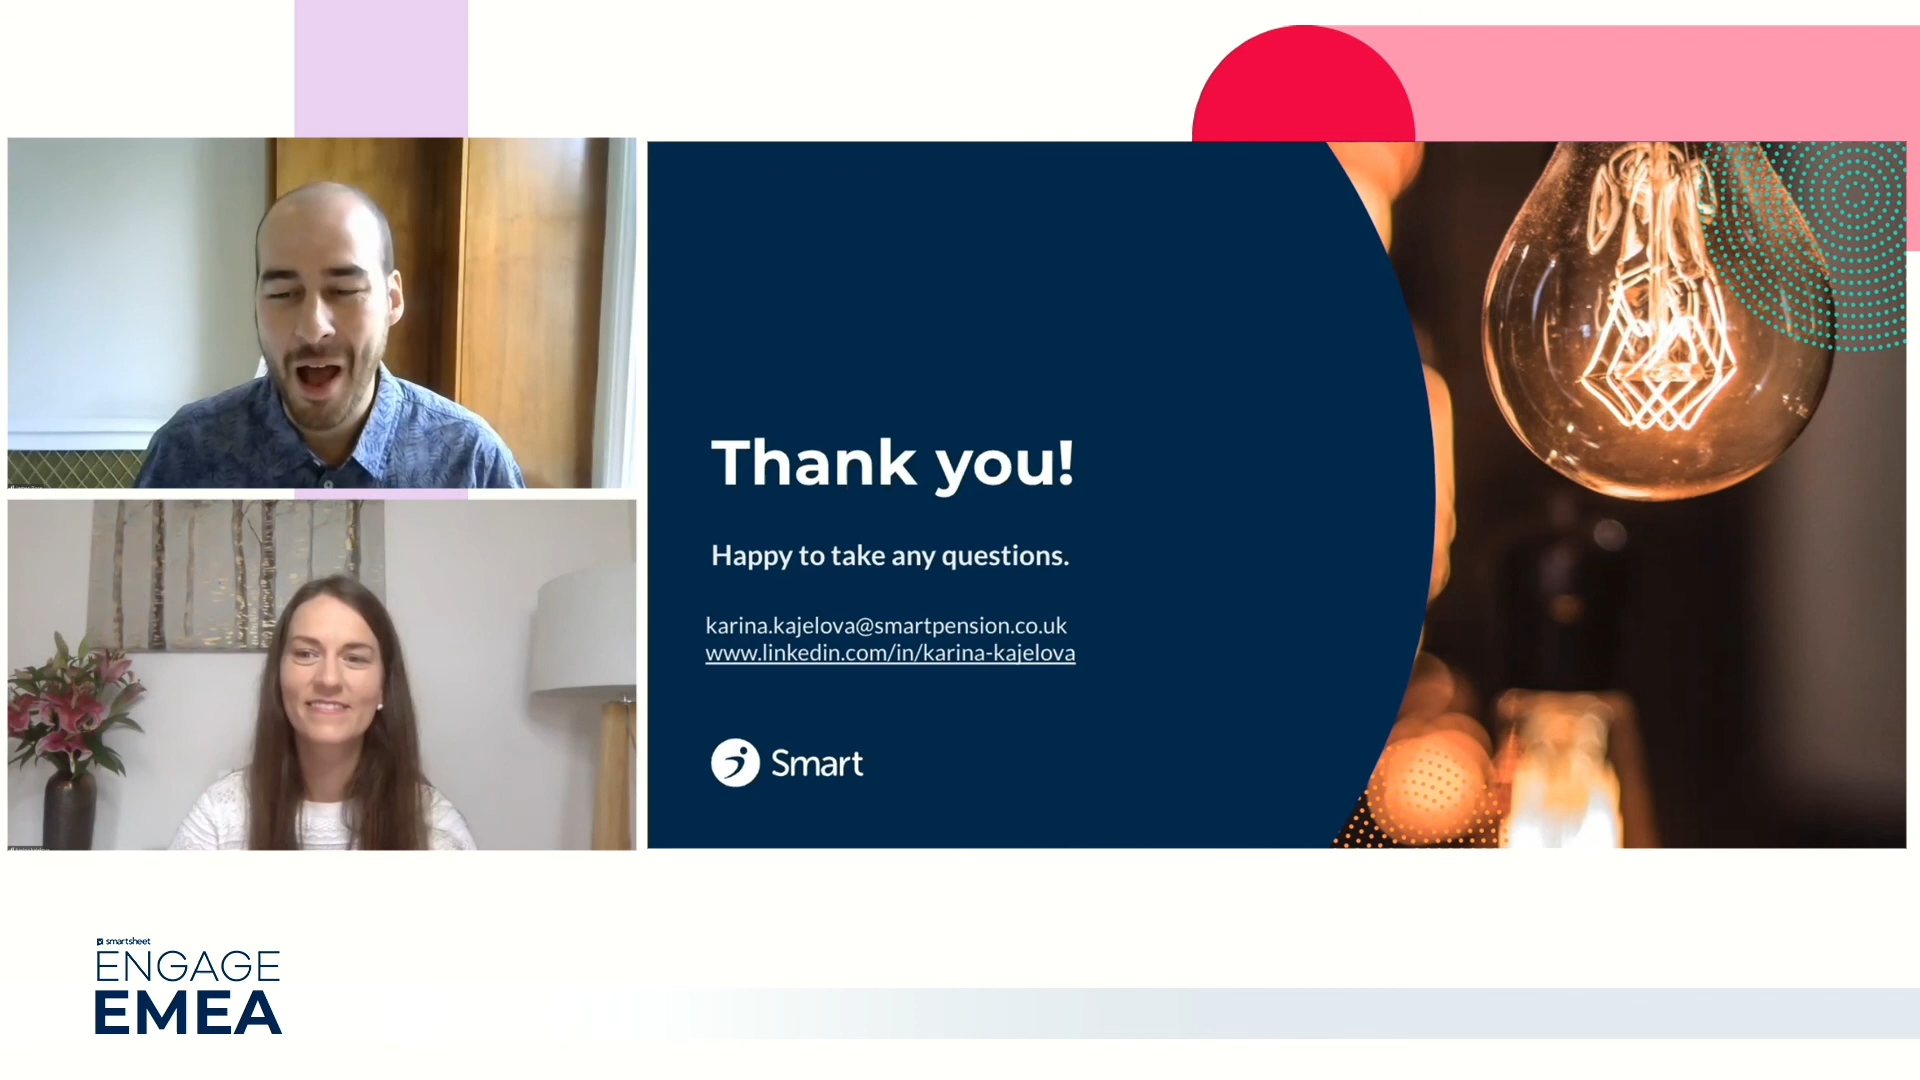 Thank you!
Happy to take any questions.
karina.kajelova@smartpension.co.uk
www.linkedin.com/in/karina-kajelova
Smart
smartsheet
ENGAGE
EMEA